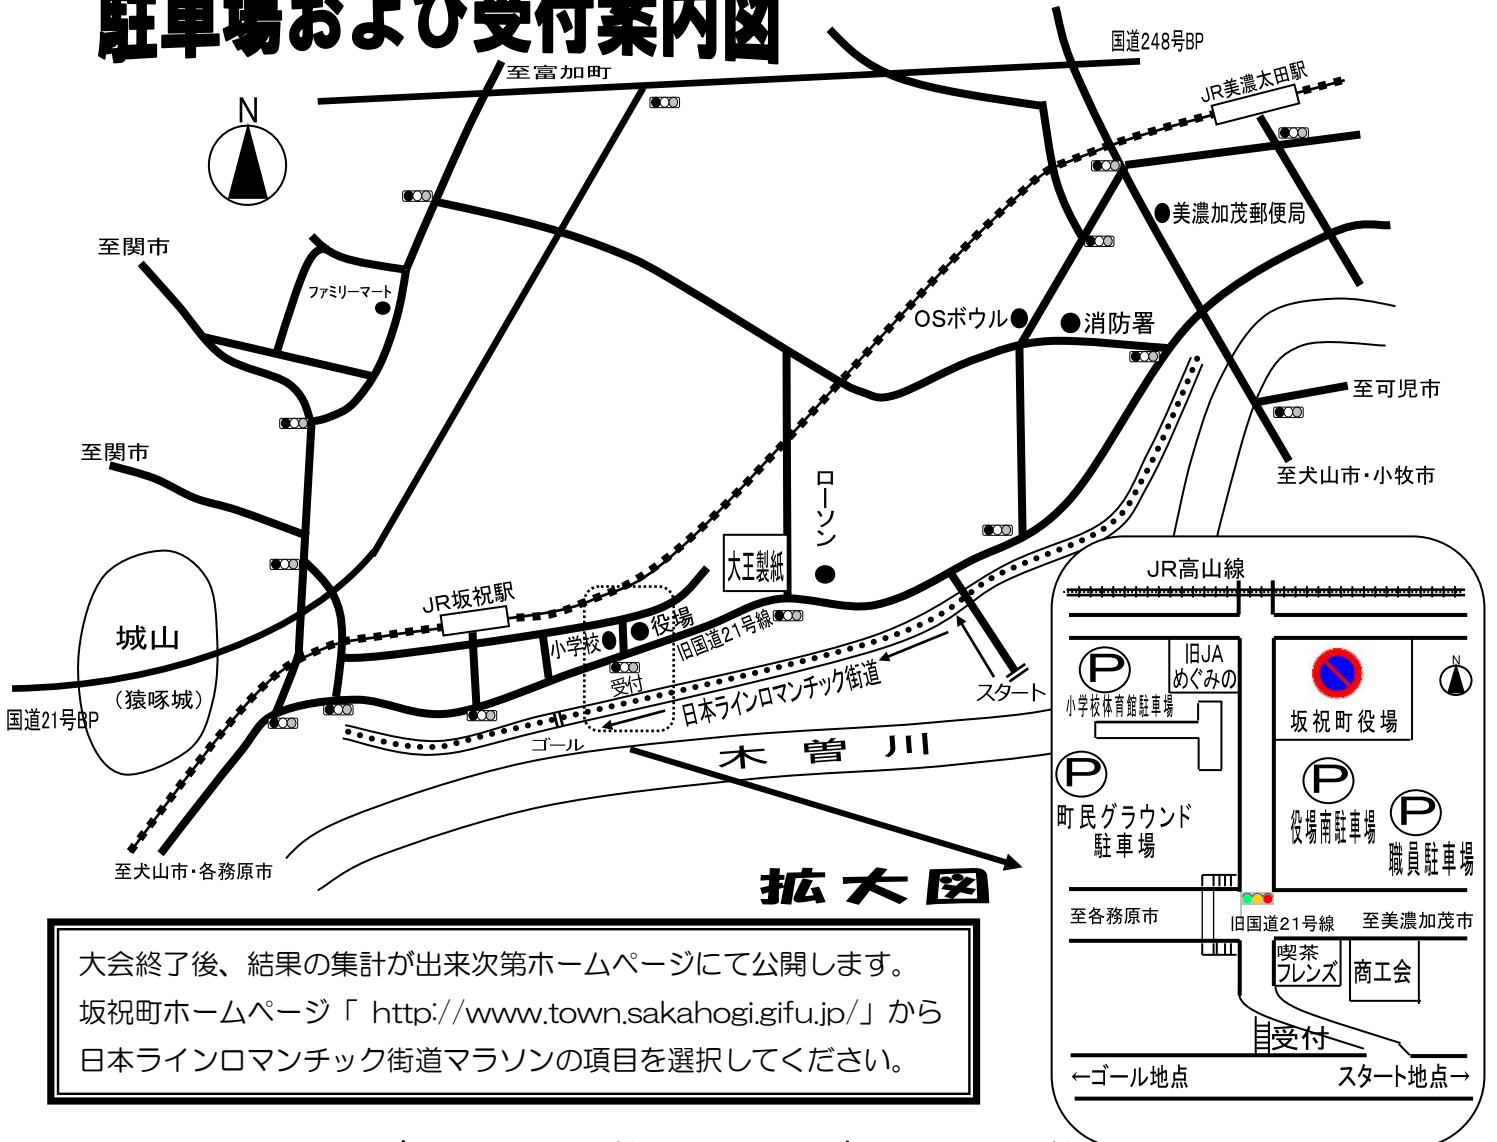 駐車場および受付案内図
国道248号BP
至富加町
JR美濃太田駅
N
美濃加茂郵便局
至関市
ファミリーマート
OSボウル
消防署
至可児市
至関市
至犬山市・小牧市
ローソン
大王製紙
JR坂祝駅
城山
(猿啄城)
小学校
役場
旧国道21号線
受付
日本ラインロマンチック街道
スタート
国道21号BP
ゴール
木曽川
至犬山市・各務原市
拡大図
JR高山線
P
小学校体育館駐車場
旧JA
めぐみの
坂祝町役場
N
P
町民グラウンド
駐車場
P
役場南駐車場
P
職員駐車場
至各務原市
旧国道21号線
至美濃加茂市
喫茶
フレンズ
商工会
受付
←ゴール地点
スタート地点→
大会終了後、結果の集計が出来次第ホームページにて公開します。
坂祝町ホームページ「 http://www.town.sakahogi.gifu.jp/」から
日本ラインロマンチック街道マラソンの項目を選択してください。